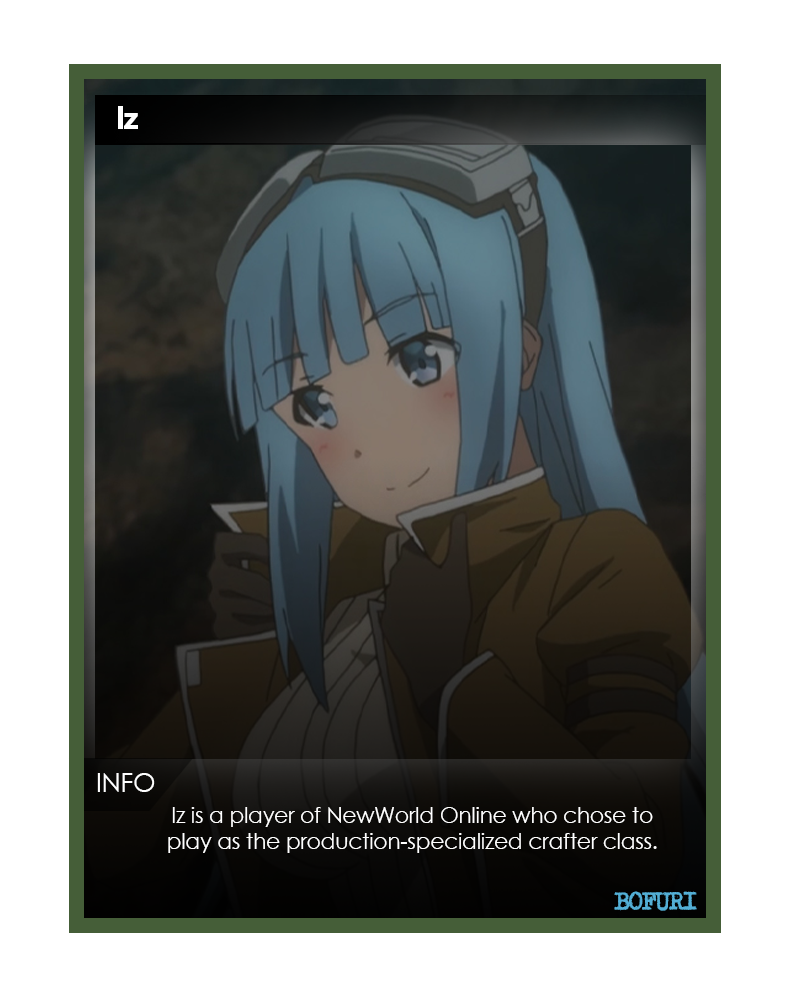 Iz
INFO
Iz is a player of NewWorld Online who chose to
play as the production-specialized crafter class.
BOFURI